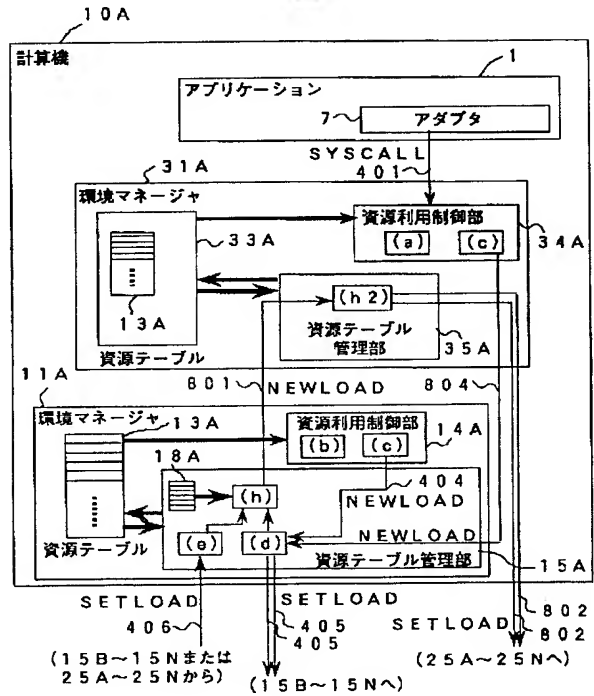 10A
計算機
1
アプリケーション
7
アダプタ
SYSCALL
401
31A
環境マネージャ
33A
資源利用制御部
(a)
(c)
34A
13A
(h2)
資源テーブル
管理部
35A
資源テーブル
11A
801
NEWLOAD
804
環境マネージャ
13A
資源利用制御部
(b)
(c)
14A
18A
404
NEWLOAD
(h)
NEWLOAD
(e)
(d)
資源テーブル
資源テーブル管理部
15A
SETLOAD
406
SETLOAD
405
405
SETLOAD
802
802
(15B~15Nまたは
25A~25Nから)
(15B~15Nへ)
(25A~25Nへ)